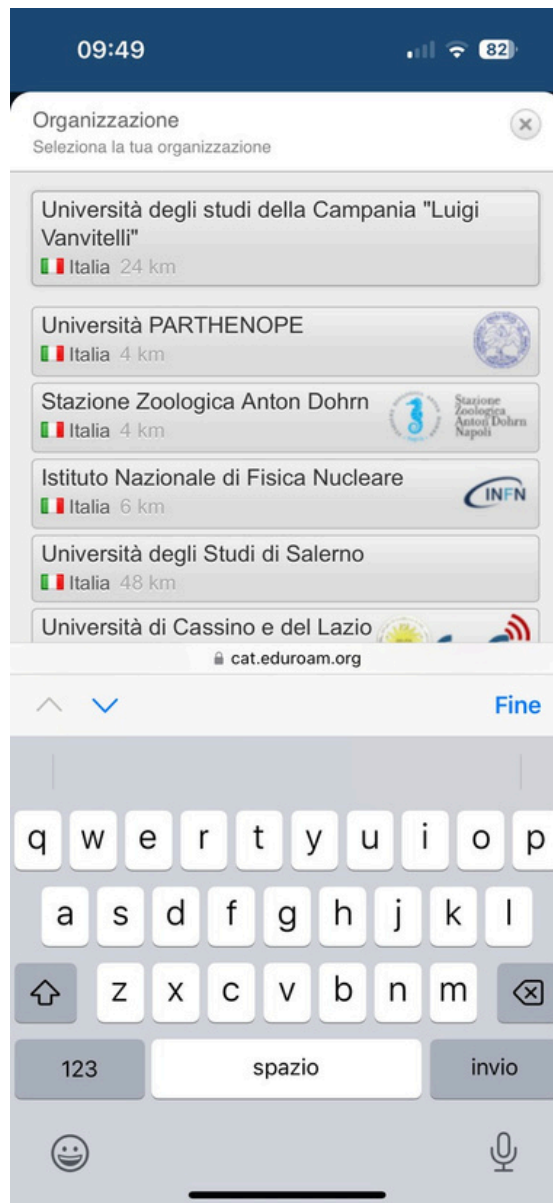 09:49
82
Organizzazione
Seleziona la tua organizzazione
Università degli studi della Campania "Luigi
Vanvitelli"
Italia 24 km
Università PARTHENOPE
Italia 4 km
Stazione Zoologica Anton Dohrn
Stazione
Zoologica
Anton Dohrn
Napoli
Italia 4 km
Istituto Nazionale di Fisica Nucleare
INFN
Italia 6 km
Università degli Studi di Salerno
Italia 48 km
Università di Cassino e del Lazio
cat.eduroam.org
Fine
q w e r t y u i o p
a s d f g h j k l
z x c v b n m
123 spazio invio